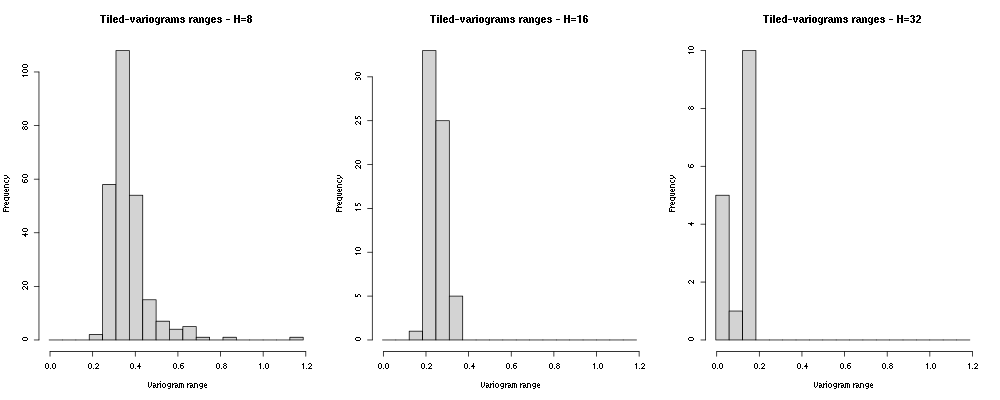 Tiled-variograms ranges - H=8
Frequency
100
80
60
40
20
0
0.0 0.2 0.4 0.6 0.8 1.0 1.2
Variogram range
Tiled-variograms ranges - H=16
Frequency
30
25
20
15
10
5
0
0.0 0.2 0.4 0.6 0.8 1.0 1.2
Variogram range
Tiled-variograms ranges - H=32
Frequency
10
8
6
4
2
0
0.0 0.2 0.4 0.6 0.8 1.0 1.2
Variogram range